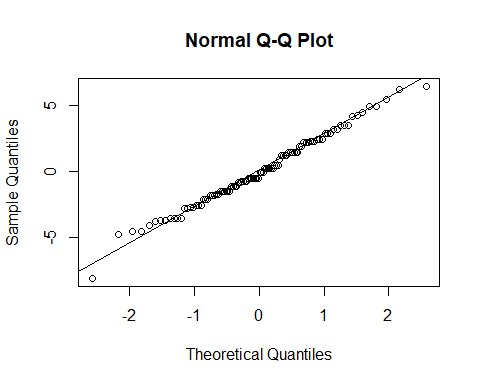 Normal Q-Q Plot
Sample Quantiles
5
0
-5
-2 -1 0 1 2
Theoretical Quantiles